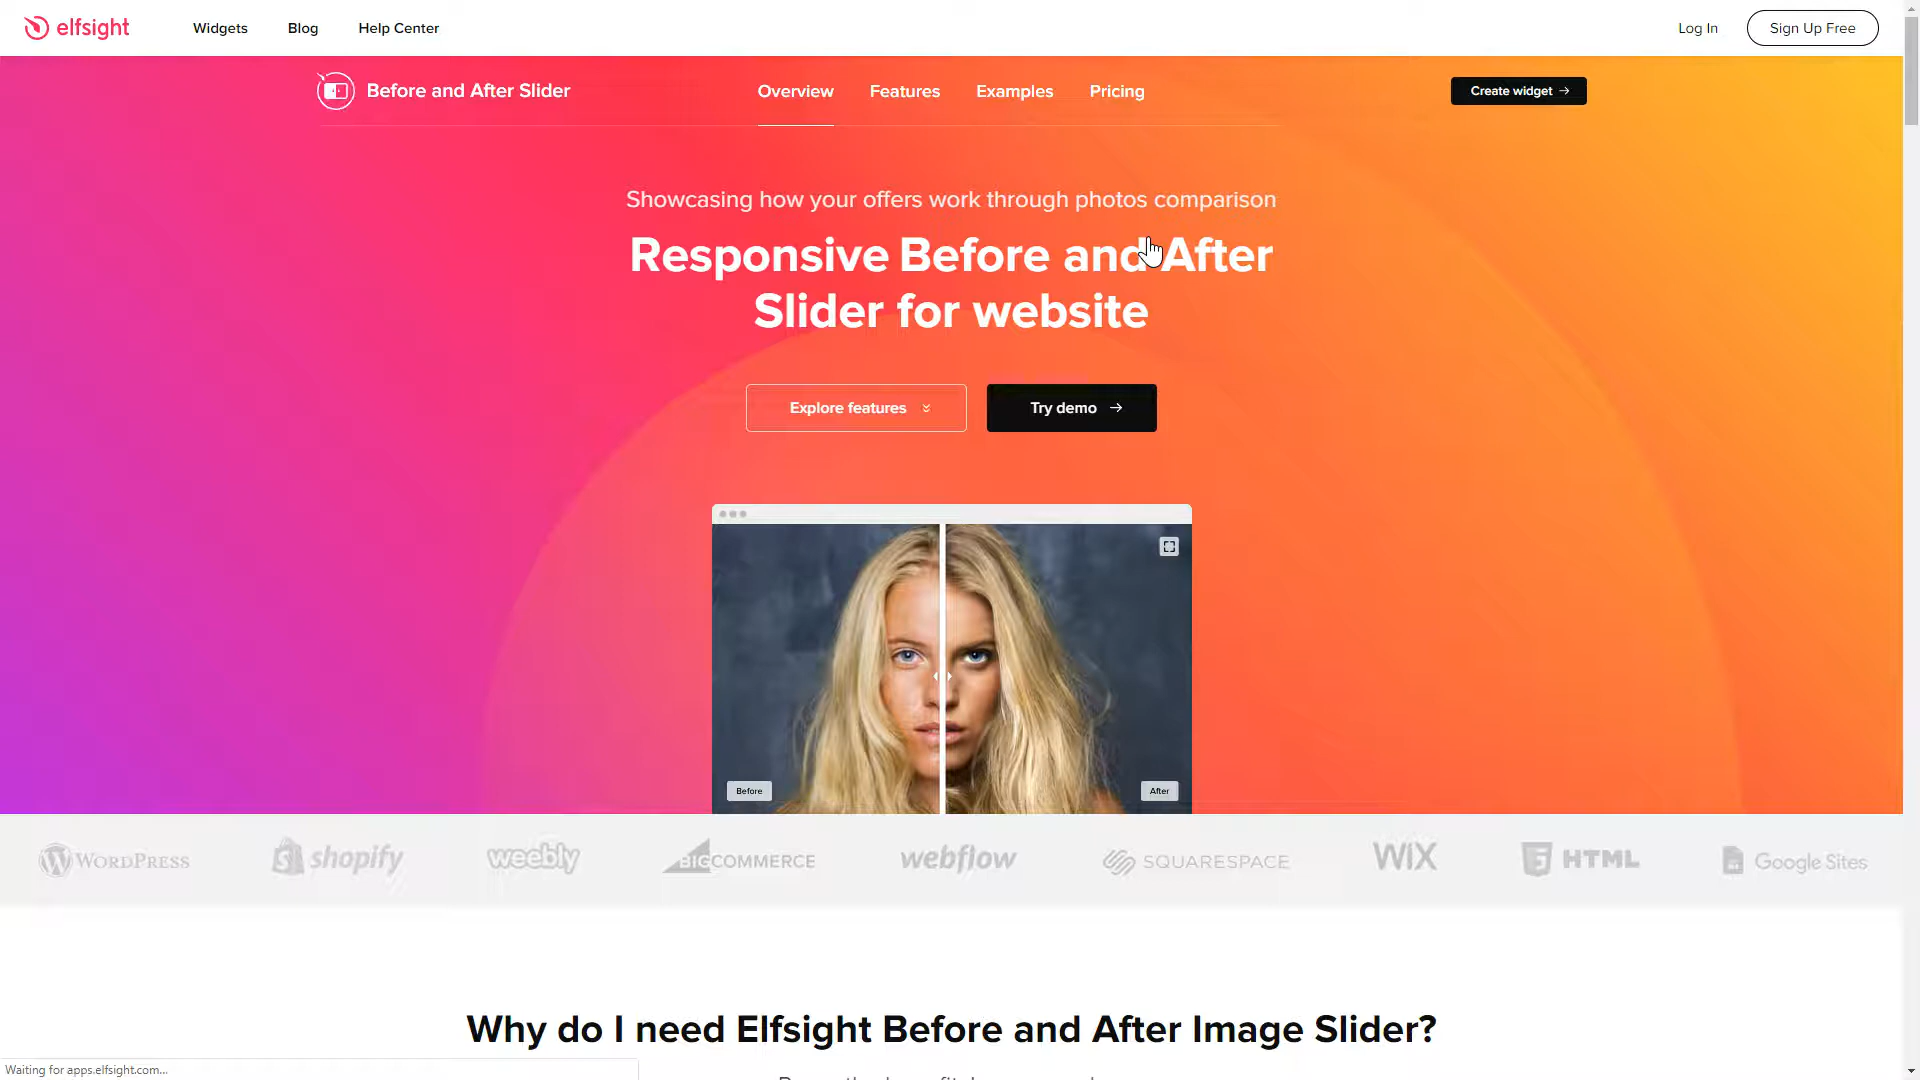 elfsight
Widgets
Blog
Help Center
Log In
Sign Up Free
Before and After Slider
Overview
Features
Examples
Pricing
Create widget
Showcasing how your offers work through photos comparison
Responsive Before and After
Slider for website
Explore features
Try demo
Before
After
WORDPRESS
shopify
weebly
BIGCOMMERCE
webflow
SQUARESPACE
WiX
HTML
Google Sites
Why do I need Elfsight Before and After Image Slider?
Waiting for apps.elfsight.com...